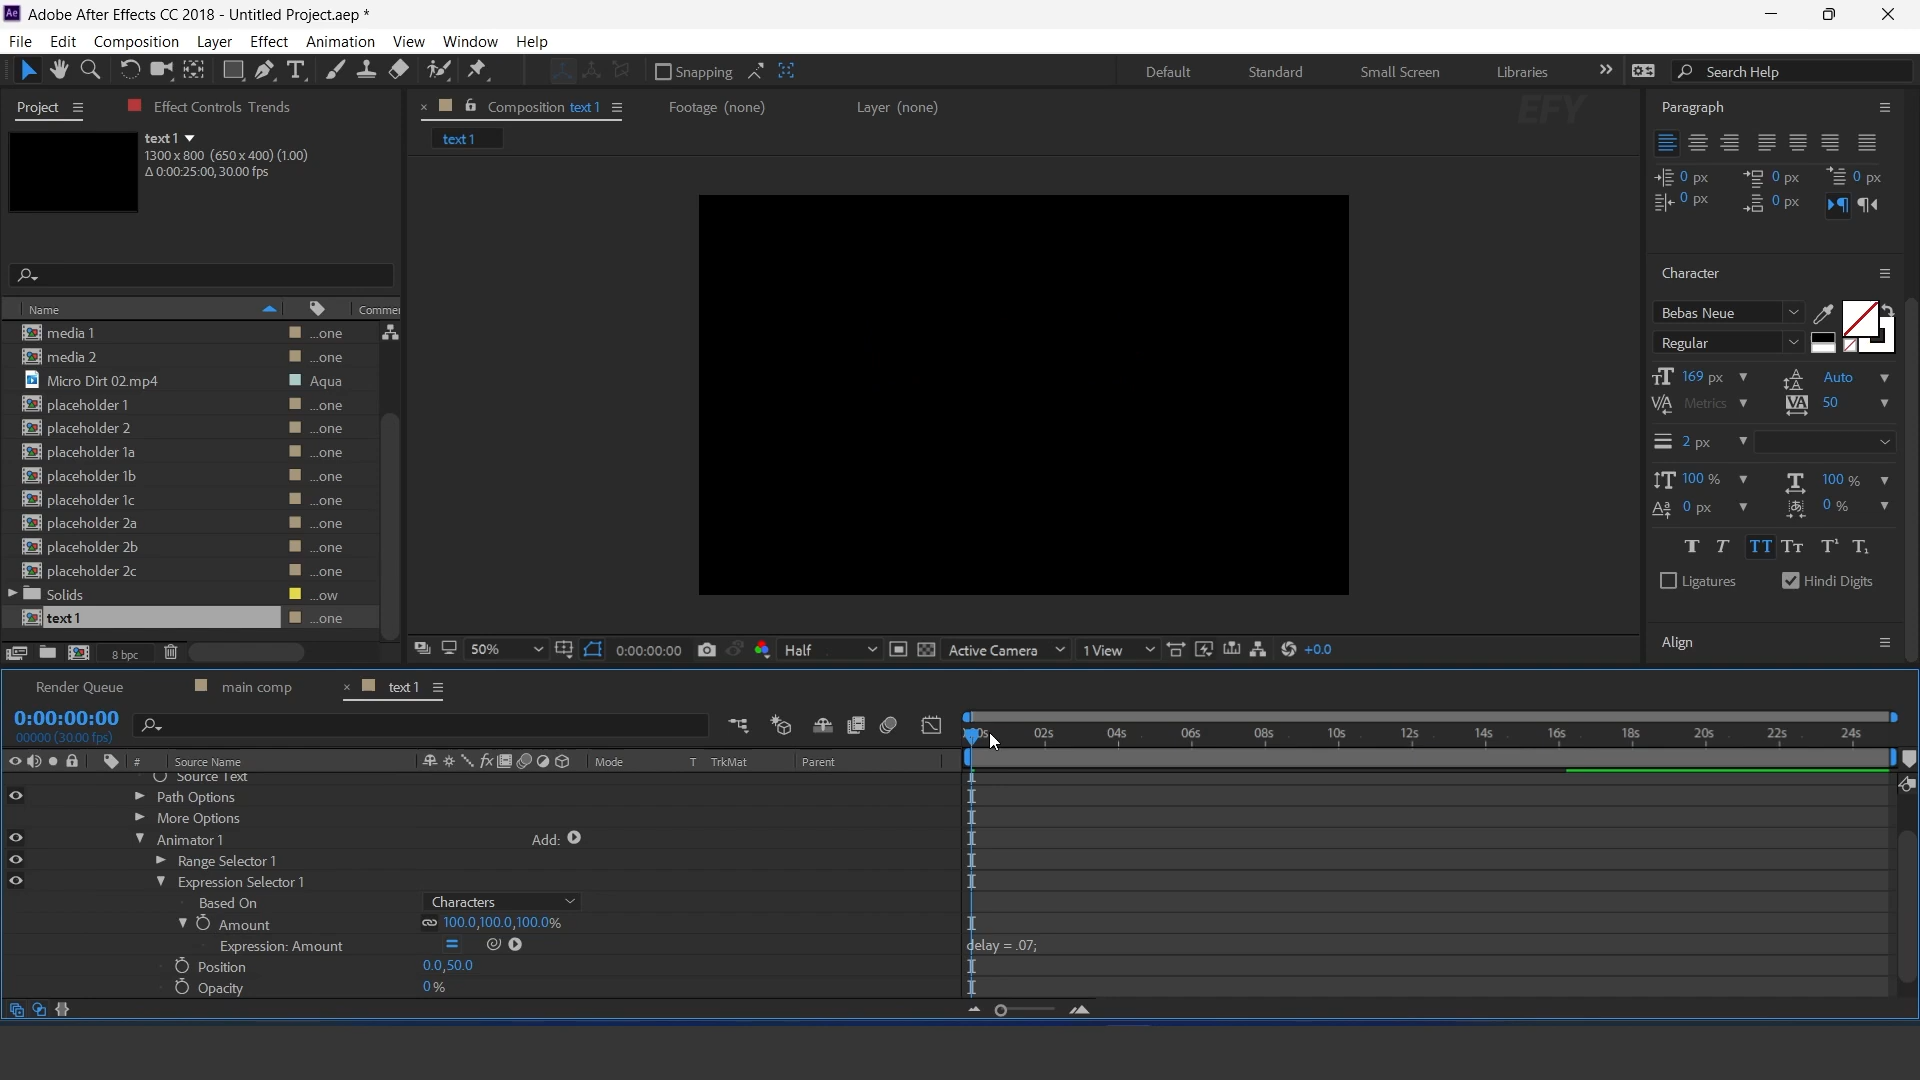 Ae Adobe After Effects CC 2018 - Untitled Project.aep *
File Edit Composition Layer Effect Animation View Window Help
T Snapping Default Standard Small Screen Libraries >> Search Help
Project Effect Controls Trends
× Composition text 1 Footage (none) Layer (none)
EFY
text 1
text 1
1300 x 800 (650 x 400) (1.00)
Δ 0:00:25:00, 30.00 fps
Name Comme
media 1 ...one
media 2 ...one
Micro Dirt 02.mp4 Aqua
placeholder 1 ...one
placeholder 2 ...one
placeholder 1a ...one
placeholder 1b ...one
placeholder 1c ...one
placeholder 2a ...one
placeholder 2b ...one
placeholder 2c ...one
Solids ...ow
text 1 ...one
8 bpc
50% 0:00:00:00 Half Active Camera 1 View +0.0
Paragraph
0 px 0 px 0 px
0 px 0 px
Character
Bebas Neue
Regular
169 px Auto
Metrics 50
2 px
100 % 100 %
0 px 0 %
T T TT Tт T¹ T₁
Ligatures Hindi Digits
Align
Render Queue main comp × text 1
0:00:00:00
00000 (30.00 fps)
02s 04s 06s 08s 10s 12s 14s 16s 18s 20s 22s 24s
# Source Name fx Mode T TrkMat Parent
Source Text
Path Options
More Options
Animator 1 Add:
Range Selector 1
Expression Selector 1
Based On Characters
Amount 100.0,100.0,100.0%
Expression: Amount = delay = .07;
Position 0.0,50.0
Opacity 0 %